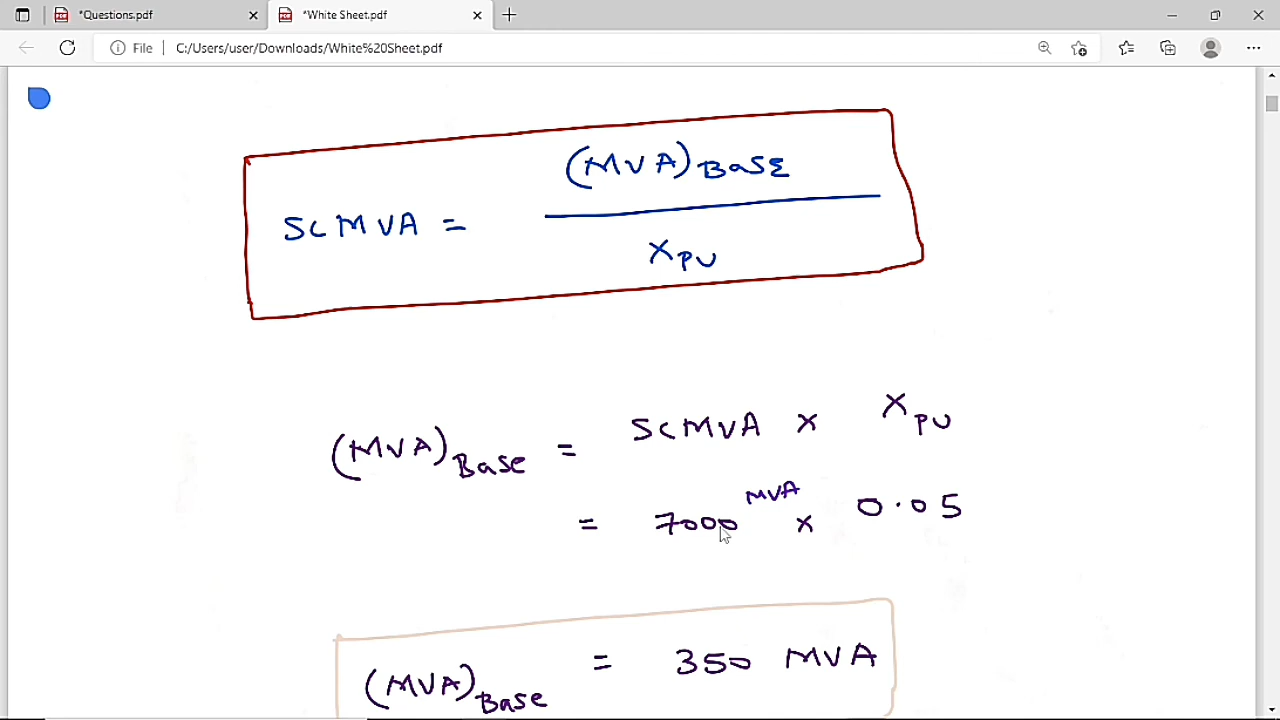 *Questions.pdf
*White Sheet.pdf
File | C:/Users/user/Downloads/White%20Sheet.pdf
SCMVA = (MVA)Base / XPU
(MVA)Base = SCMVA × XPU
= 7000 MVA × 0.05
(MVA)Base = 350 MVA